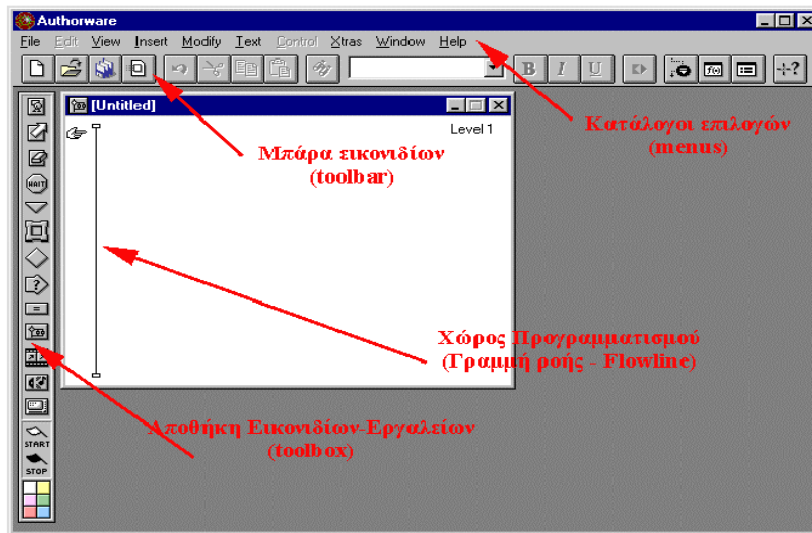 Authorware
File Edit View Insert Modify Text Control Xtras Window Help
B I U
[Untitled]
Level 1
Κατάλογοι επιλογών
(menus)
Μπάρα εικονιδίων
(toolbar)
WAIT
Χώρος Προγραμματισμού
(Γραμμή ροής - Flowline)
Αποθήκη Εικονιδίων-Εργαλείων
(toolbox)
START
STOP